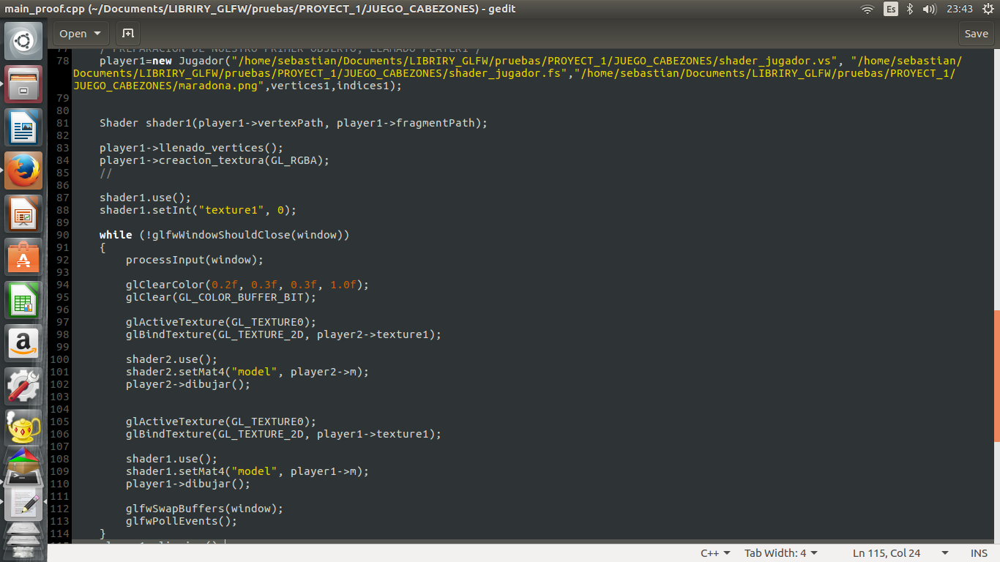 main_proof.cpp (~/Documents/LIBRIRY_GLFW/pruebas/PROYECT_1/JUEGO_CABEZONES) - gedit
Es
23:43
Open
Save
77 / PREPARACION DE NUESTRO PRIMER OBJERTO, LLAMADO PLAYER1 /
78 player1=new Jugador("/home/sebastian/Documents/LIBRIRY_GLFW/pruebas/PROYECT_1/JUEGO_CABEZONES/shader_jugador.vs", "/home/sebastian/
Documents/LIBRIRY_GLFW/pruebas/PROYECT_1/JUEGO_CABEZONES/shader_jugador.fs","/home/sebastian/Documents/LIBRIRY_GLFW/pruebas/PROYECT_1/
JUEGO_CABEZONES/maradona.png",vertices1,indices1);
79
80
81 Shader shader1(player1->vertexPath, player1->fragmentPath);
82
83 player1->llenado_vertices();
84 player1->creacion_textura(GL_RGBA);
85 //
86
87 shader1.use();
88 shader1.setInt("texture1", 0);
89
90 while (!glfwWindowShouldClose(window))
91 {
92 processInput(window);
93
94 glClearColor(0.2f, 0.3f, 0.3f, 1.0f);
95 glClear(GL_COLOR_BUFFER_BIT);
96
97 glActiveTexture(GL_TEXTURE0);
98 glBindTexture(GL_TEXTURE_2D, player2->texture1);
99
100 shader2.use();
101 shader2.setMat4("model", player2->m);
102 player2->dibujar();
103
104
105 glActiveTexture(GL_TEXTURE0);
106 glBindTexture(GL_TEXTURE_2D, player1->texture1);
107
108 shader1.use();
109 shader1.setMat4("model", player1->m);
110 player1->dibujar();
111
112 glfwSwapBuffers(window);
113 glfwPollEvents();
114 }
115
C++
Tab Width: 4
Ln 115, Col 24
INS